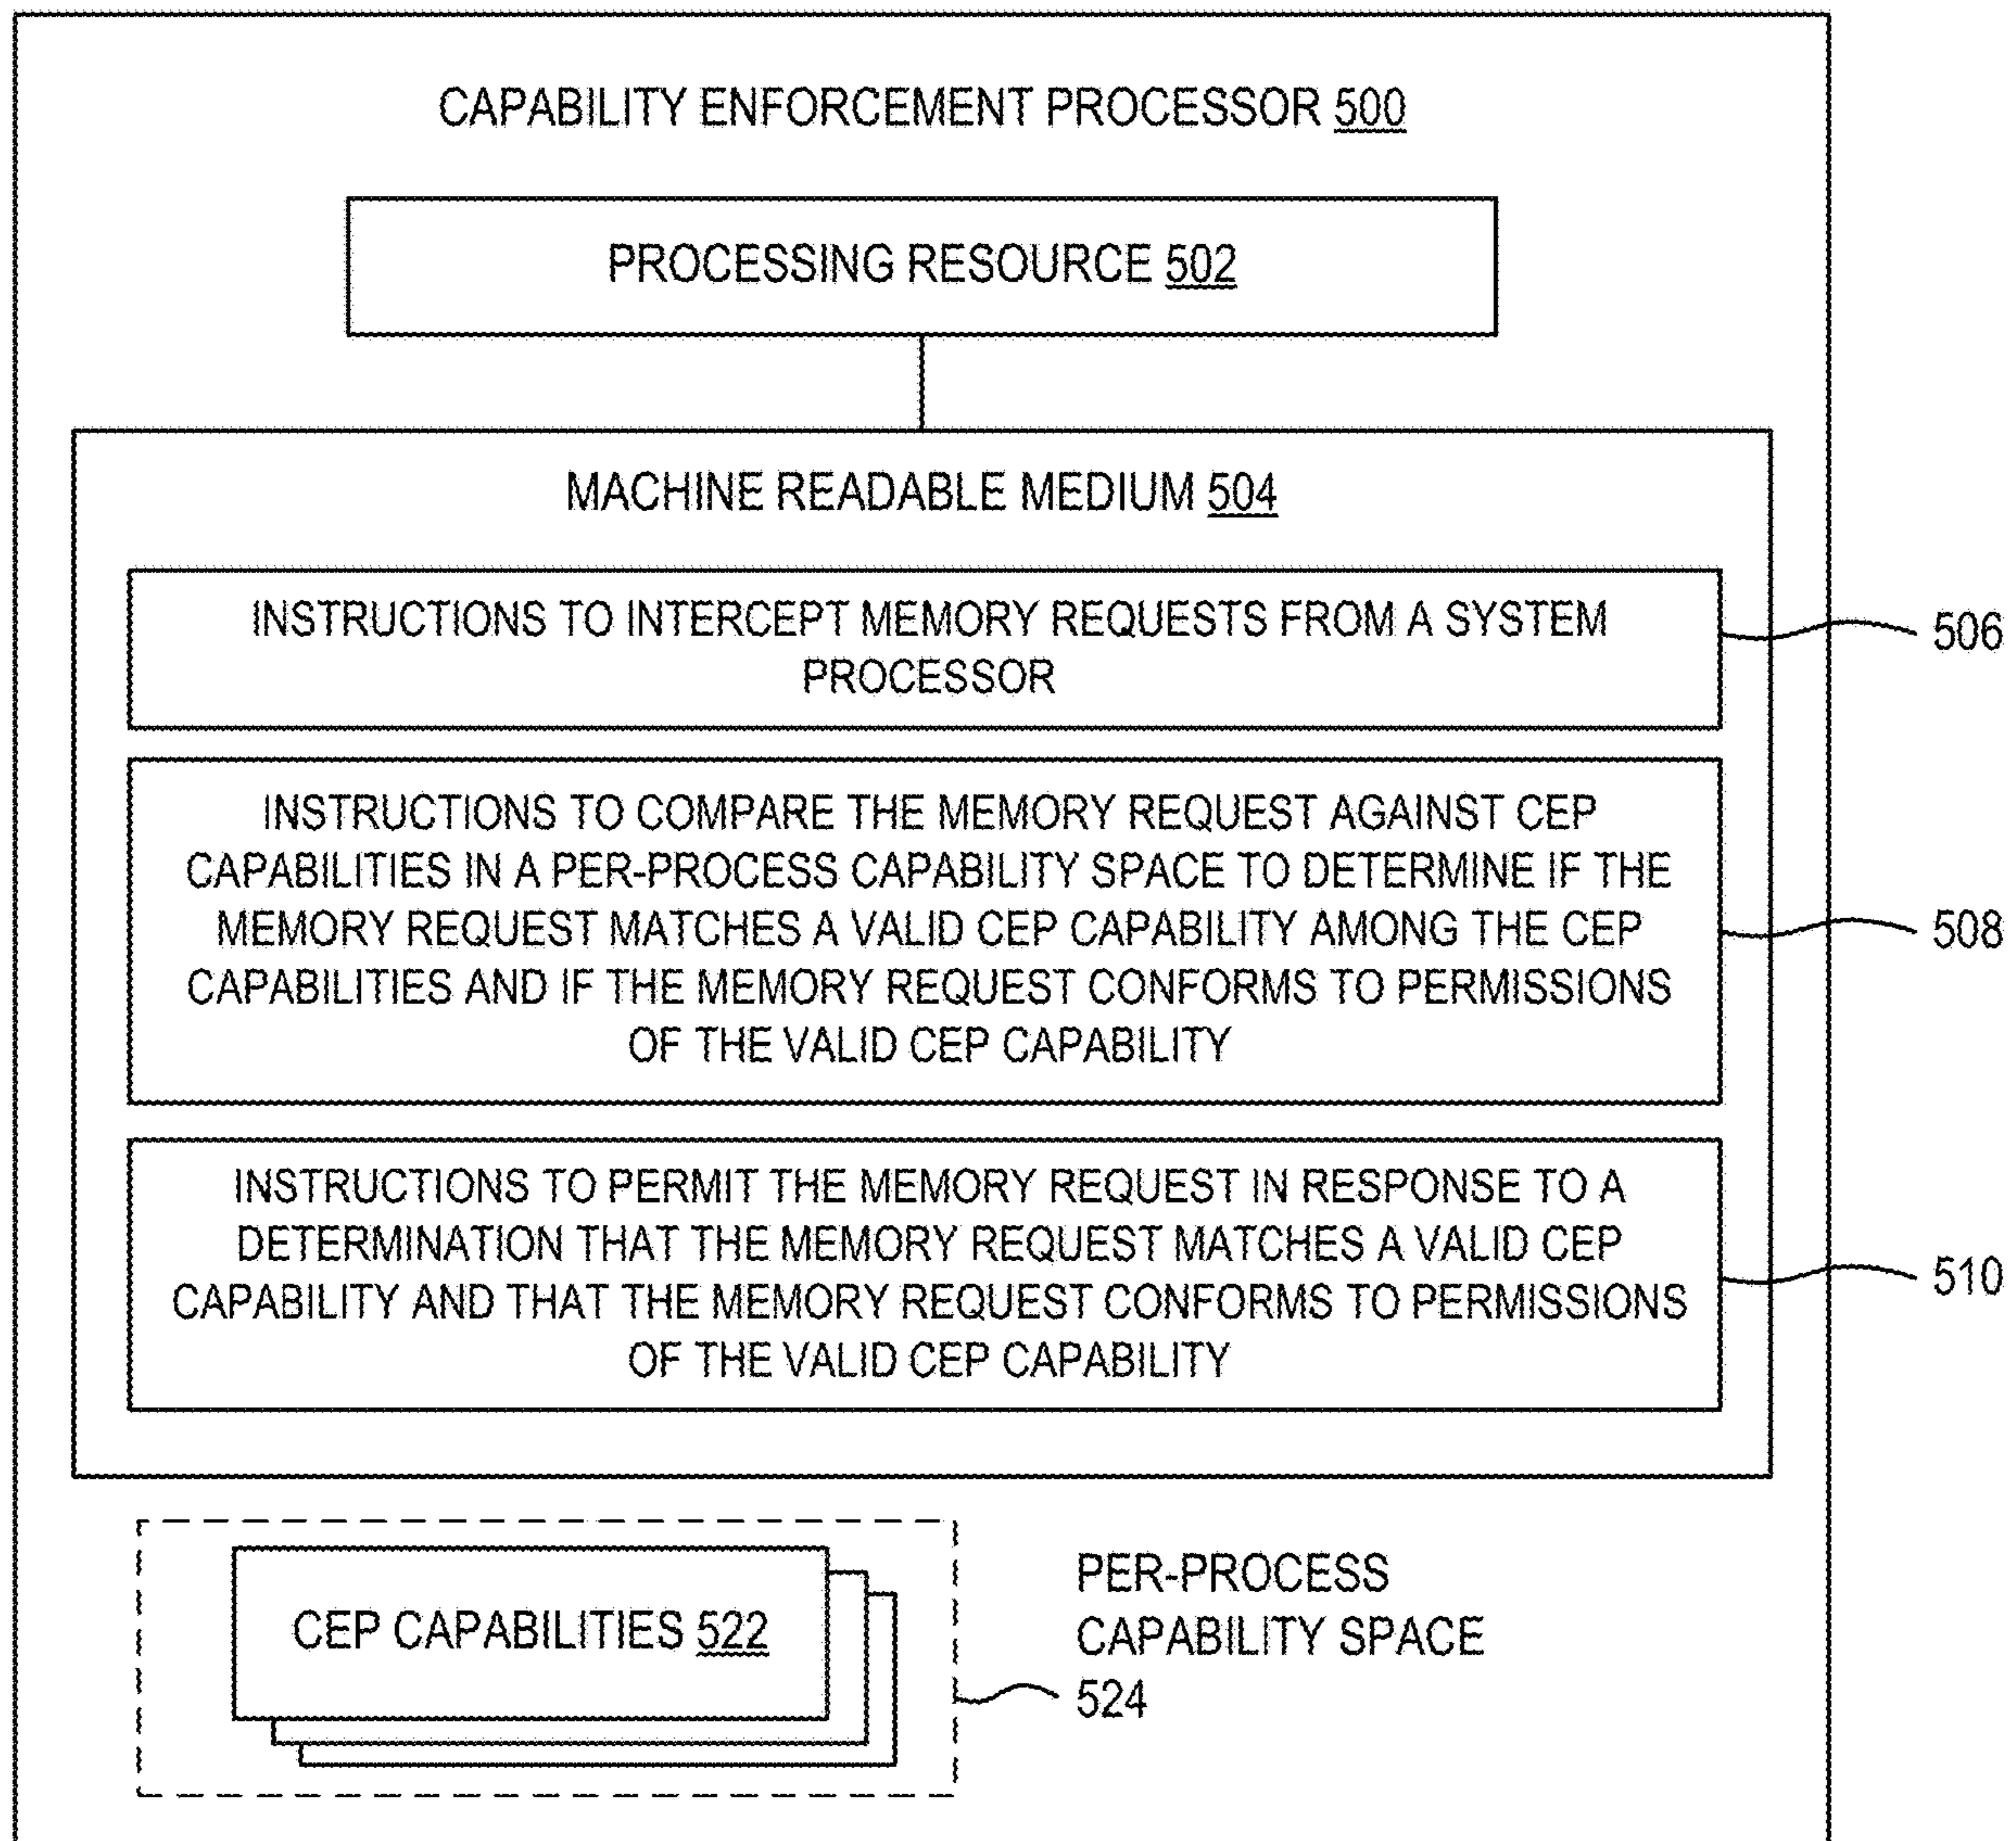 CAPABILITY ENFORCEMENT PROCESSOR 500
PROCESSING RESOURCE 502
MACHINE READABLE MEDIUM 504
INSTRUCTIONS TO INTERCEPT MEMORY REQUESTS FROM A SYSTEM
PROCESSOR
506
INSTRUCTIONS TO COMPARE THE MEMORY REQUEST AGAINST CEP
CAPABILITIES IN A PER-PROCESS CAPABILITY SPACE TO DETERMINE IF THE
MEMORY REQUEST MATCHES A VALID CEP CAPABILITY AMONG THE CEP
CAPABILITIES AND IF THE MEMORY REQUEST CONFORMS TO PERMISSIONS
OF THE VALID CEP CAPABILITY
508
INSTRUCTIONS TO PERMIT THE MEMORY REQUEST IN RESPONSE TO A
DETERMINATION THAT THE MEMORY REQUEST MATCHES A VALID CEP
CAPABILITY AND THAT THE MEMORY REQUEST CONFORMS TO PERMISSIONS
OF THE VALID CEP CAPABILITY
510
CEP CAPABILITIES 522
PER-PROCESS
CAPABILITY SPACE
524